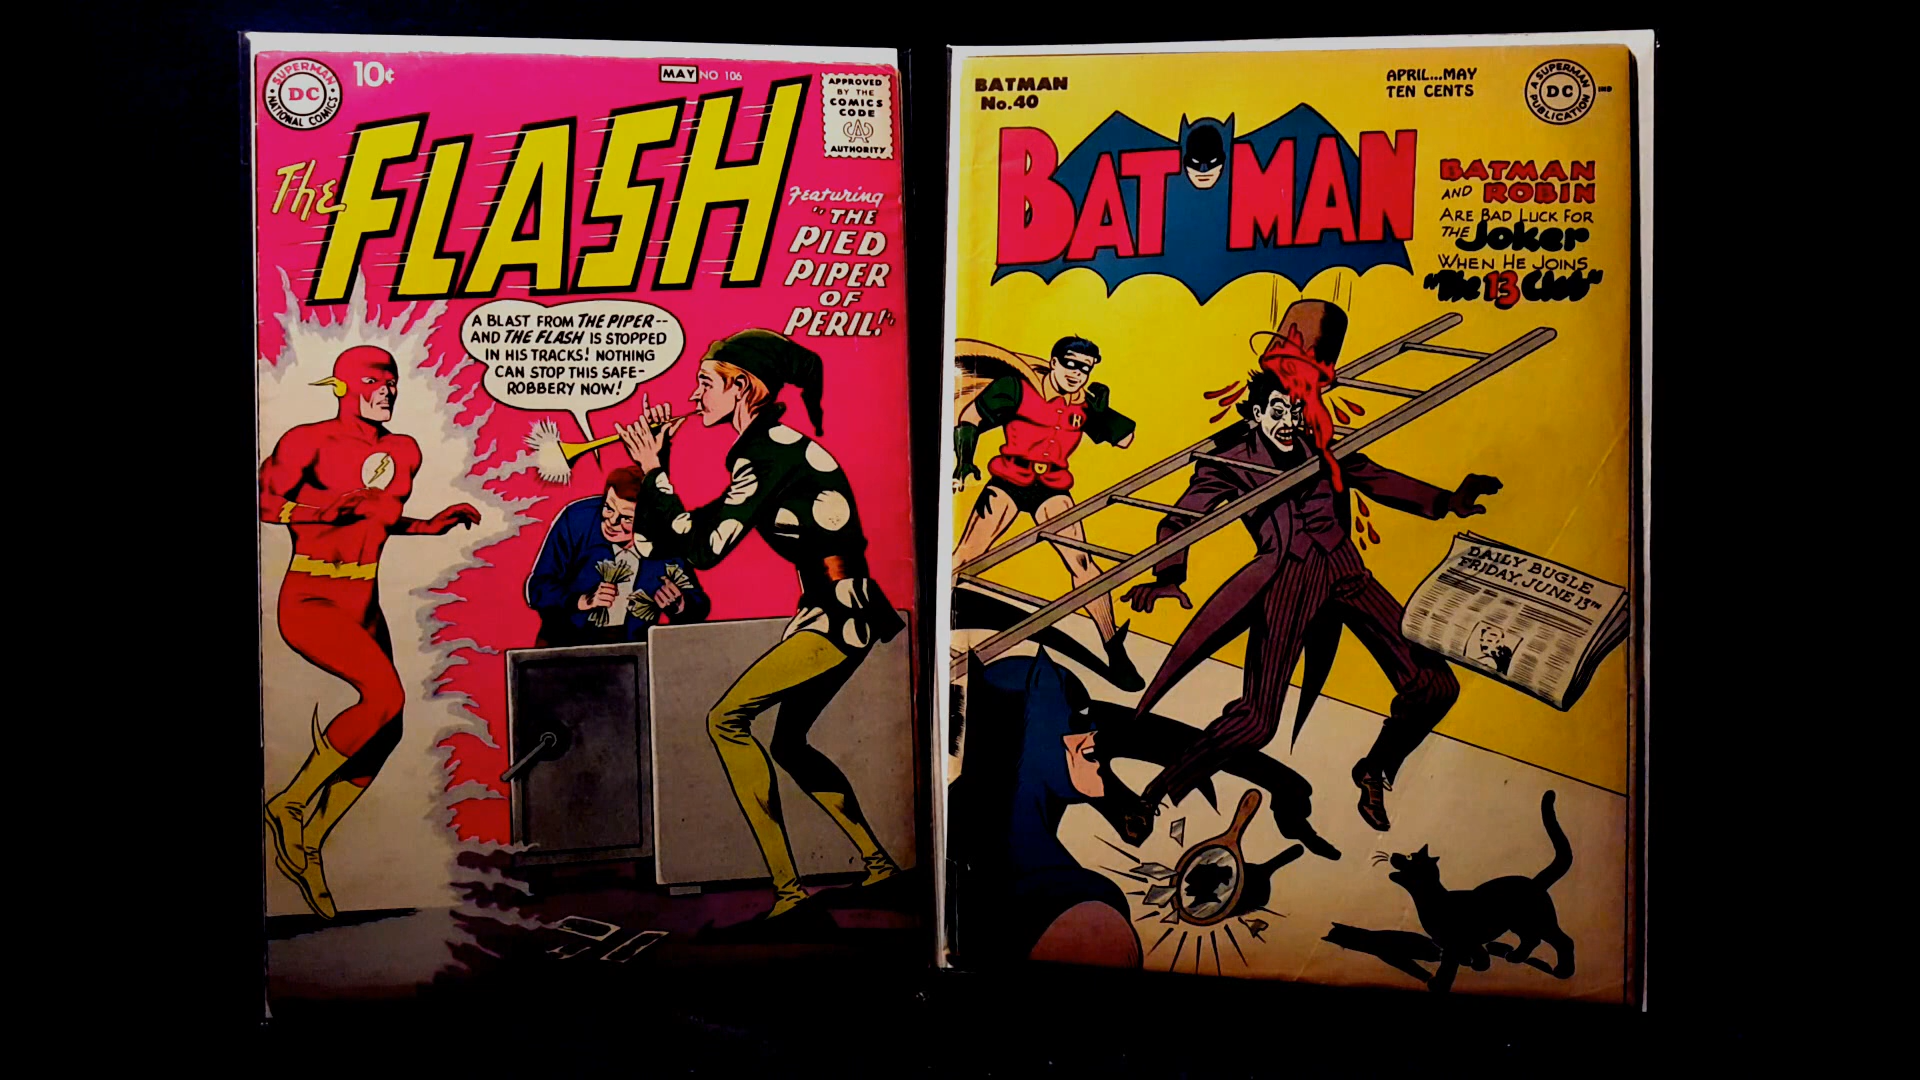 SUPERMAN
DC
NATIONAL COMICS
10¢
MAY NO 106
APPROVED
BY THE
COMICS
CODE
CA
AUTHORITY
The FLASH
Featuring
"THE
PIED
PIPER
OF
PERIL!"
A BLAST FROM THE PIPER--
AND THE FLASH IS STOPPED
IN HIS TRACKS! NOTHING
CAN STOP THIS SAFE-
ROBBERY NOW!
BATMAN
No.40
APRIL...MAY
TEN CENTS
A SUPERMAN
DC
PUBLICATION
IND
BATMAN
BATMAN
AND ROBIN
ARE BAD LUCK FOR
THE Joker
WHEN HE JOINS
"The 13 Club"
R
DAILY BUGLE
FRIDAY, JUNE 13TH